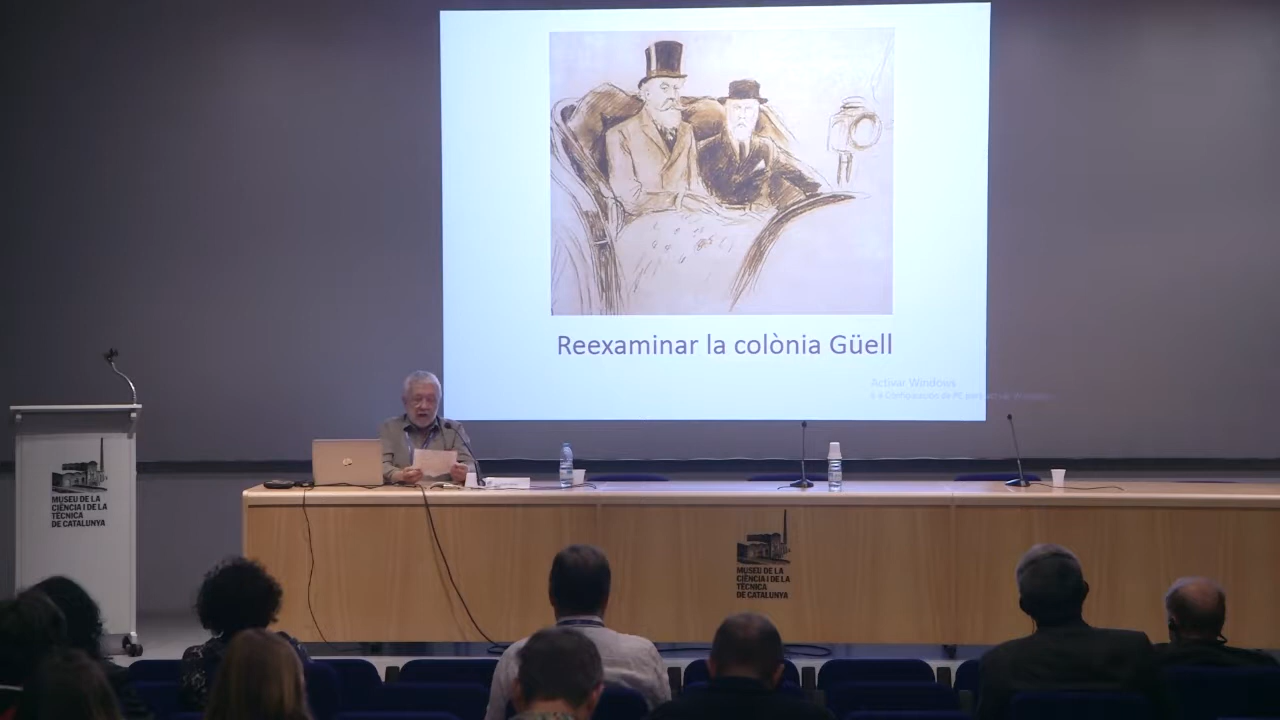 Reexaminar la colònia Güell
Activar Windows
MUSEU DE LA
CIÈNCIA I DE LA
TÈCNICA
DE CATALUNYA
MUSEU DE LA
CIÈNCIA I DE LA
TÈCNICA
DE CATALUNYA